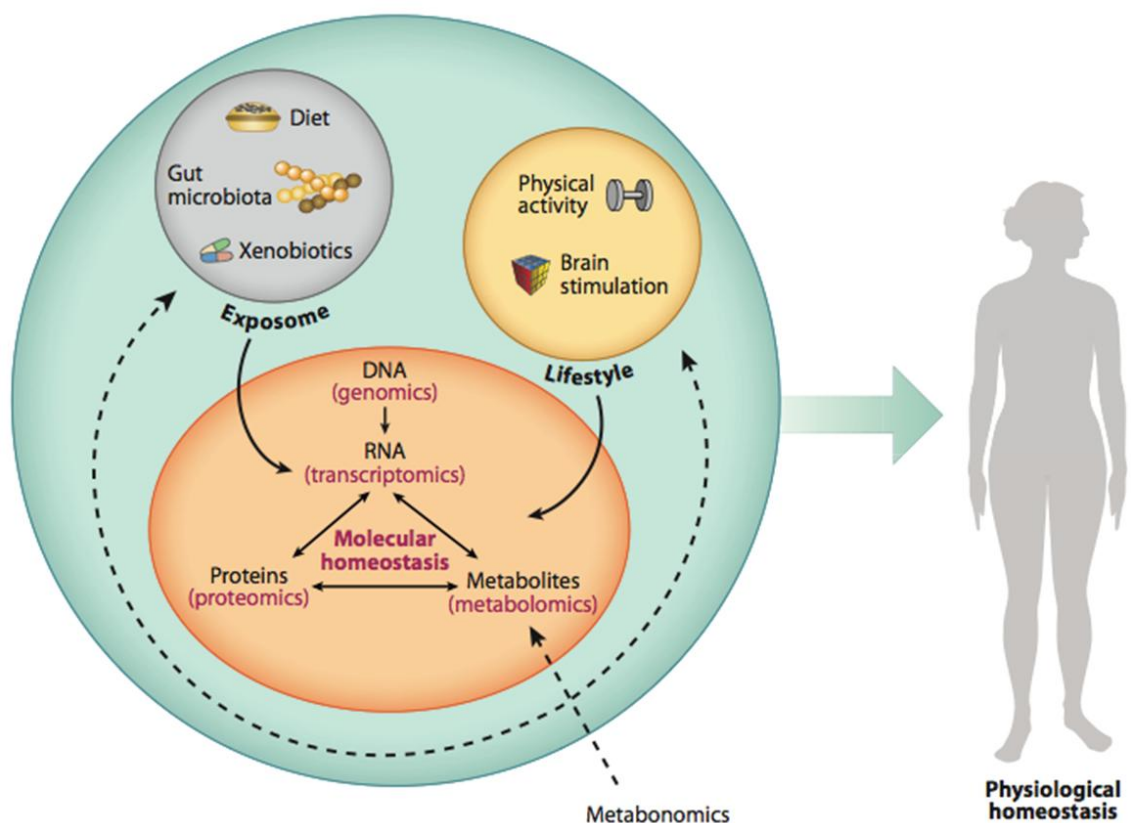 Diet
Gut
microbiota
Xenobiotics
Exposome
Physical
activity
Brain
stimulation
Lifestyle
DNA
(genomics)
RNA
(transcriptomics)
Molecular
homeostasis
Proteins
(proteomics)
Metabolites
(metabolomics)
Metabonomics
Physiological
homeostasis